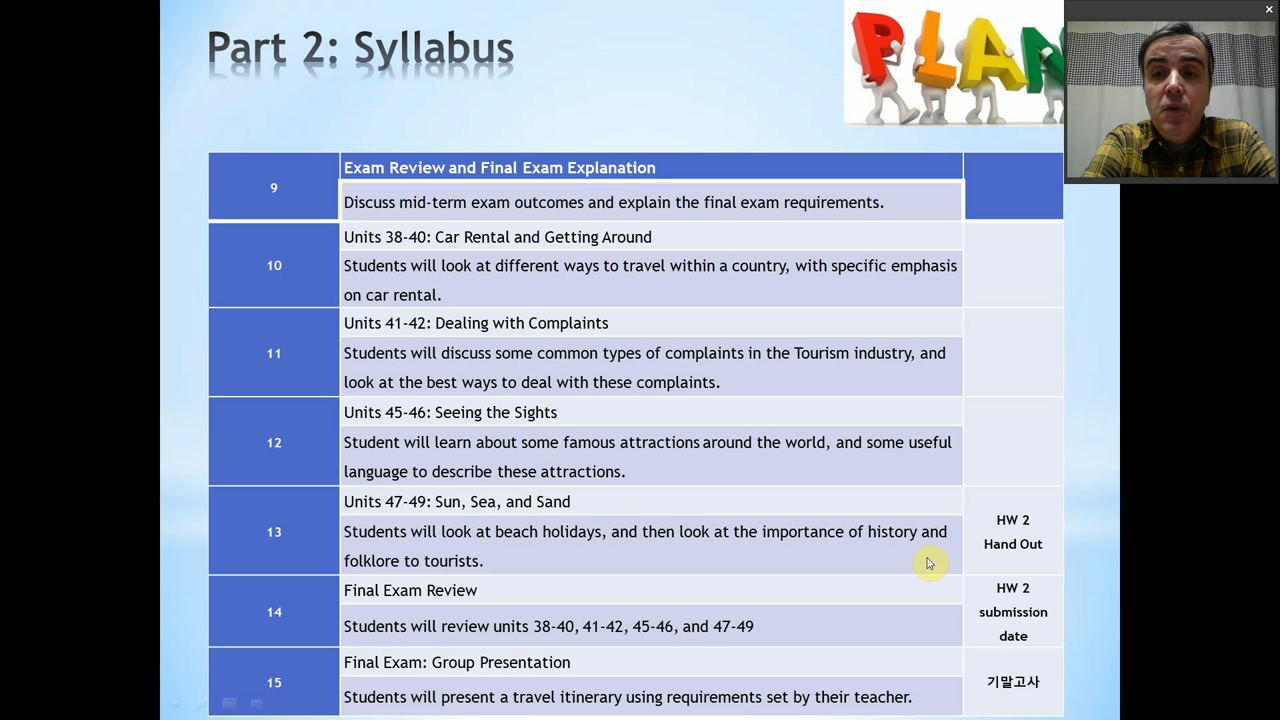 Part 2: Syllabus
PLAN
9
Exam Review and Final Exam Explanation
Discuss mid-term exam outcomes and explain the final exam requirements.
10
Units 38-40: Car Rental and Getting Around
Students will look at different ways to travel within a country, with specific emphasis
on car rental.
11
Units 41-42: Dealing with Complaints
Students will discuss some common types of complaints in the Tourism industry, and
look at the best ways to deal with these complaints.
12
Units 45-46: Seeing the Sights
Student will learn about some famous attractions around the world, and some useful
language to describe these attractions.
13
Units 47-49: Sun, Sea, and Sand
Students will look at beach holidays, and then look at the importance of history and
folklore to tourists.
HW 2
Hand Out
14
Final Exam Review
Students will review units 38-40, 41-42, 45-46, and 47-49
HW 2
submission
date
15
Final Exam: Group Presentation
Students will present a travel itinerary using requirements set by their teacher.
기말고사